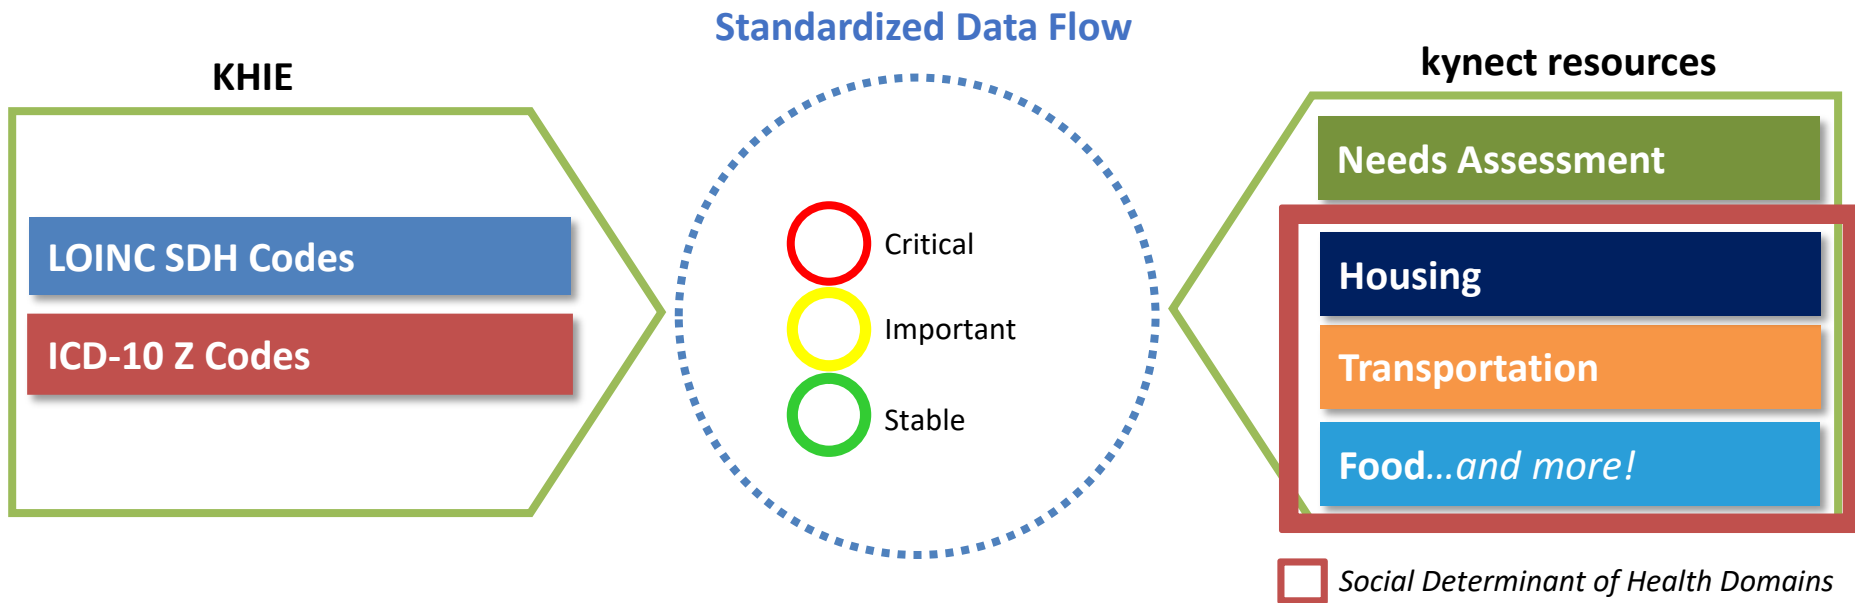 Standardized Data Flow
KHIE
LOINC SDH Codes
ICD-10 Z Codes
Critical
Important
Stable
kynect resources
Needs Assessment
Housing
Transportation
Food...and more!
Social Determinant of Health Domains